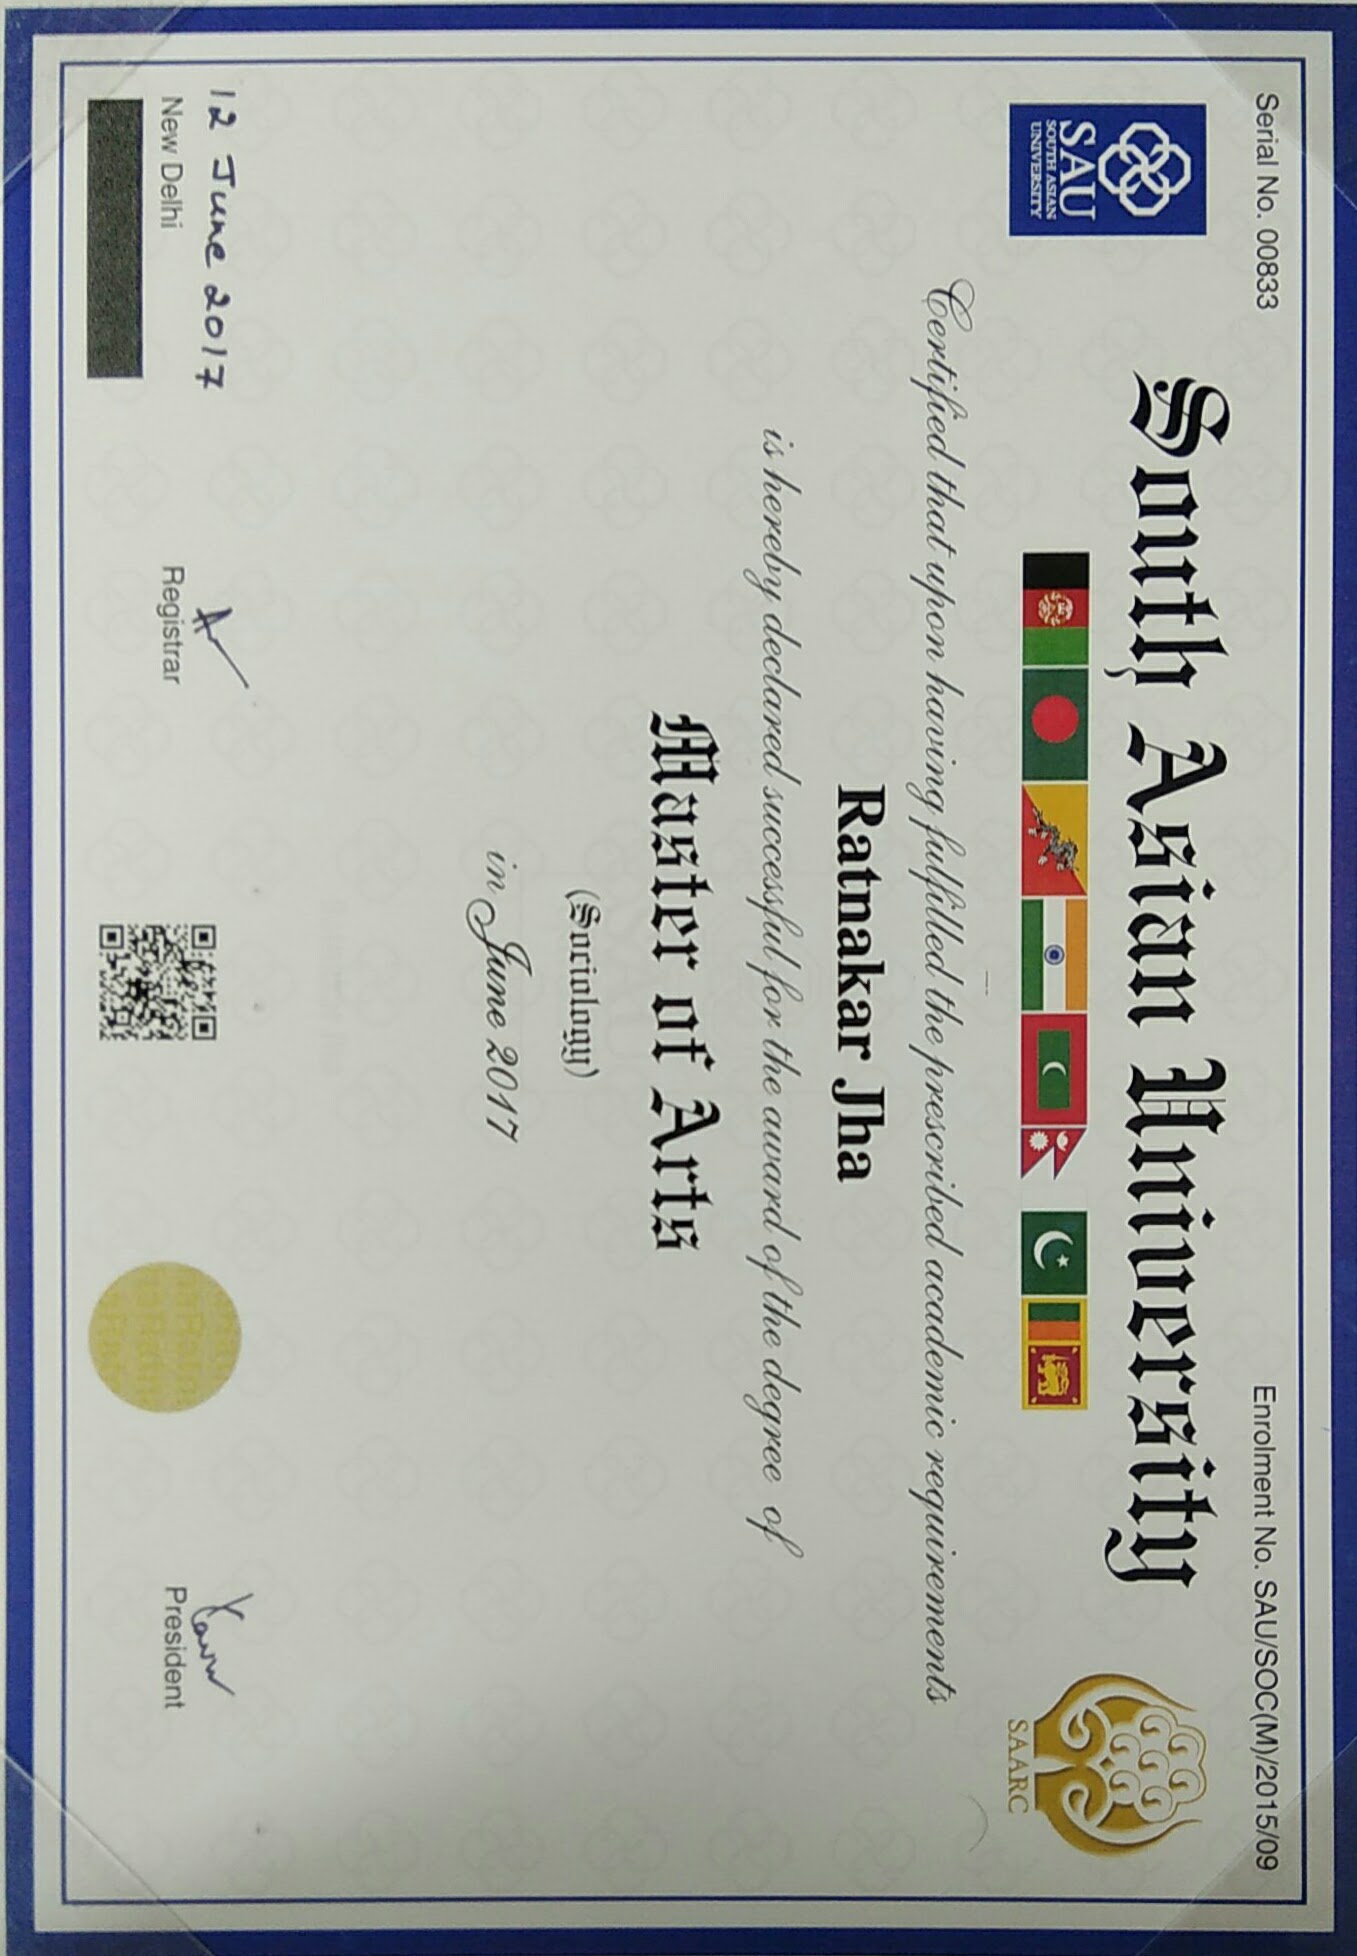 Serial No. 00833
Enrolment No. SAU/SOC(M)/2015/09
South Asian University
SAU
SOUTH ASIAN
UNIVERSITY
SAARC
Certified that upon having fulfilled the prescribed academic requirements
Ratnakar Jha
is hereby declared successful for the award of the degree of
Master of Arts
(Sociology)
in June 2017
12 June 2017
New Delhi
Registrar
President